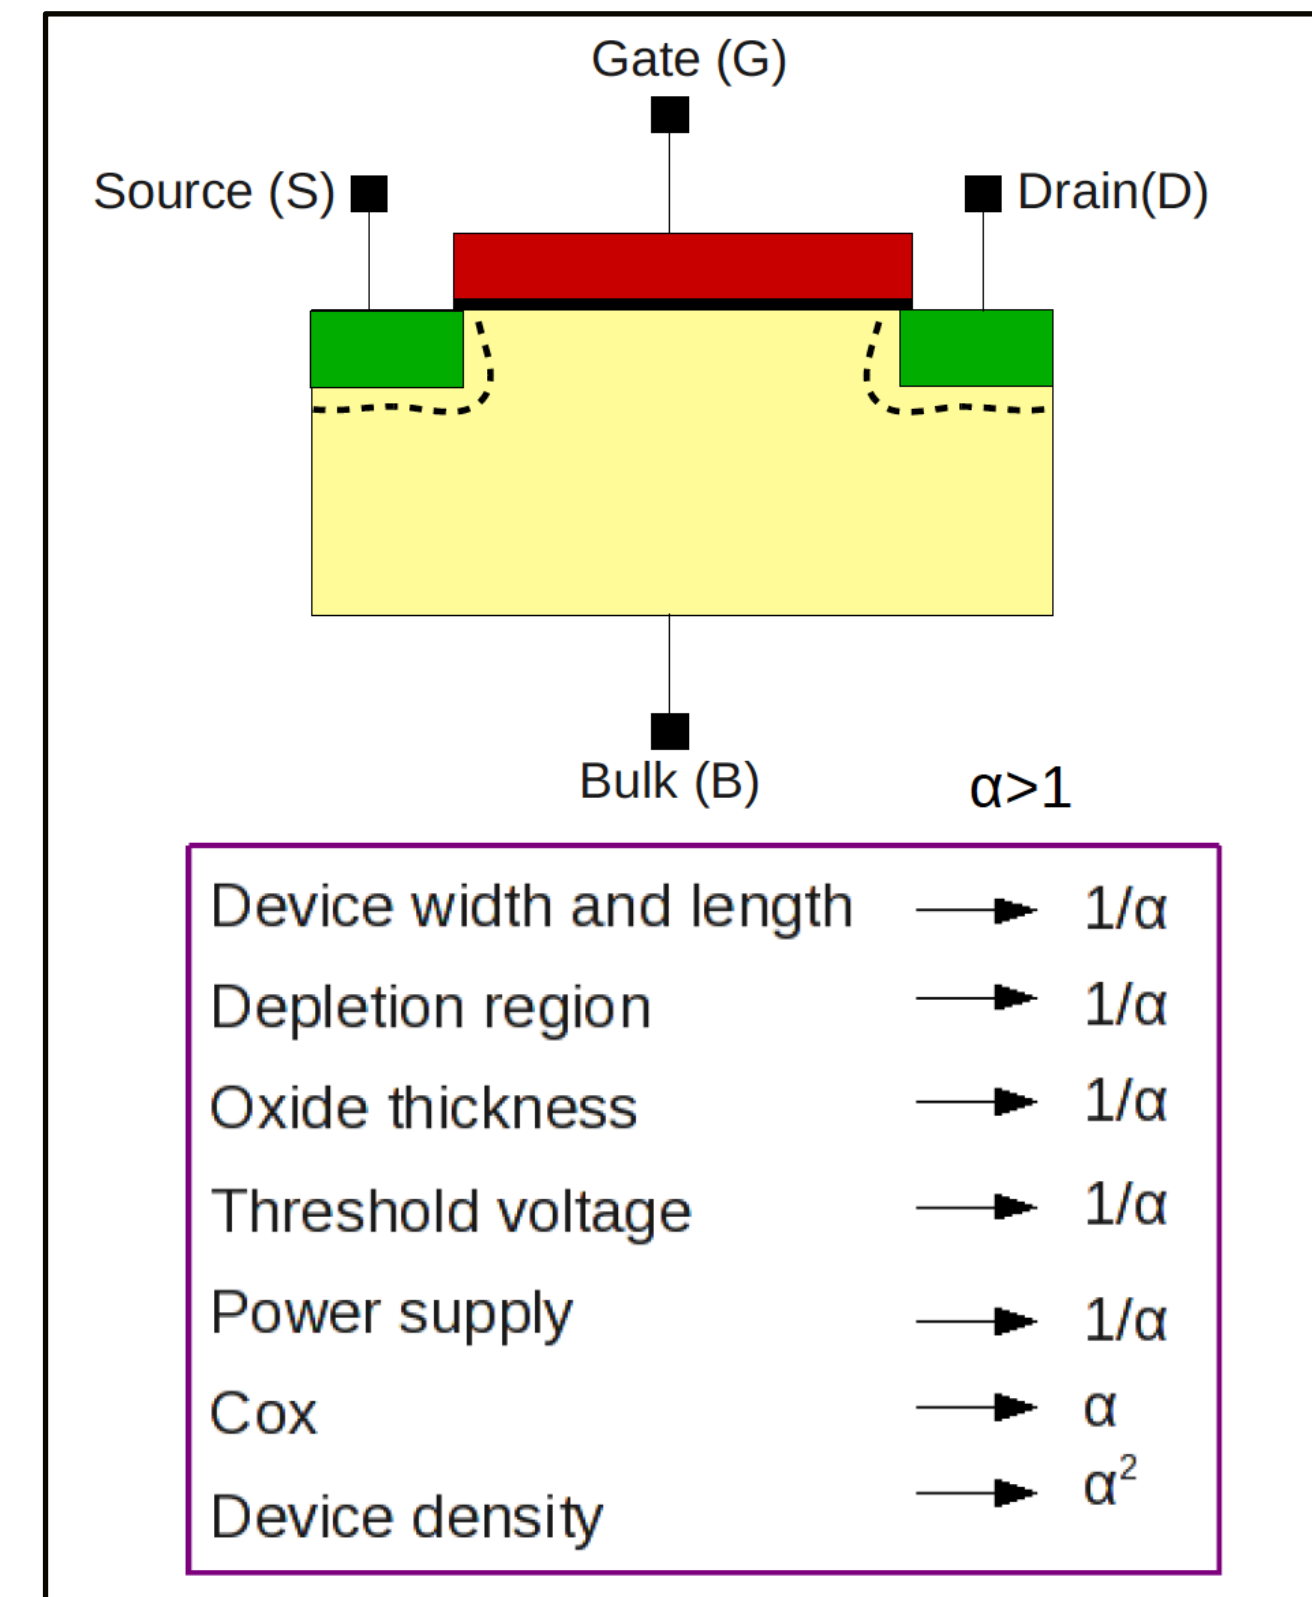 Gate (G)
Source (S)
Drain(D)
Bulk (B)
α>1
Device width and length 1/α
Depletion region 1/α
Oxide thickness 1/α
Threshold voltage 1/α
Power supply 1/α
Cox α
Device density α²